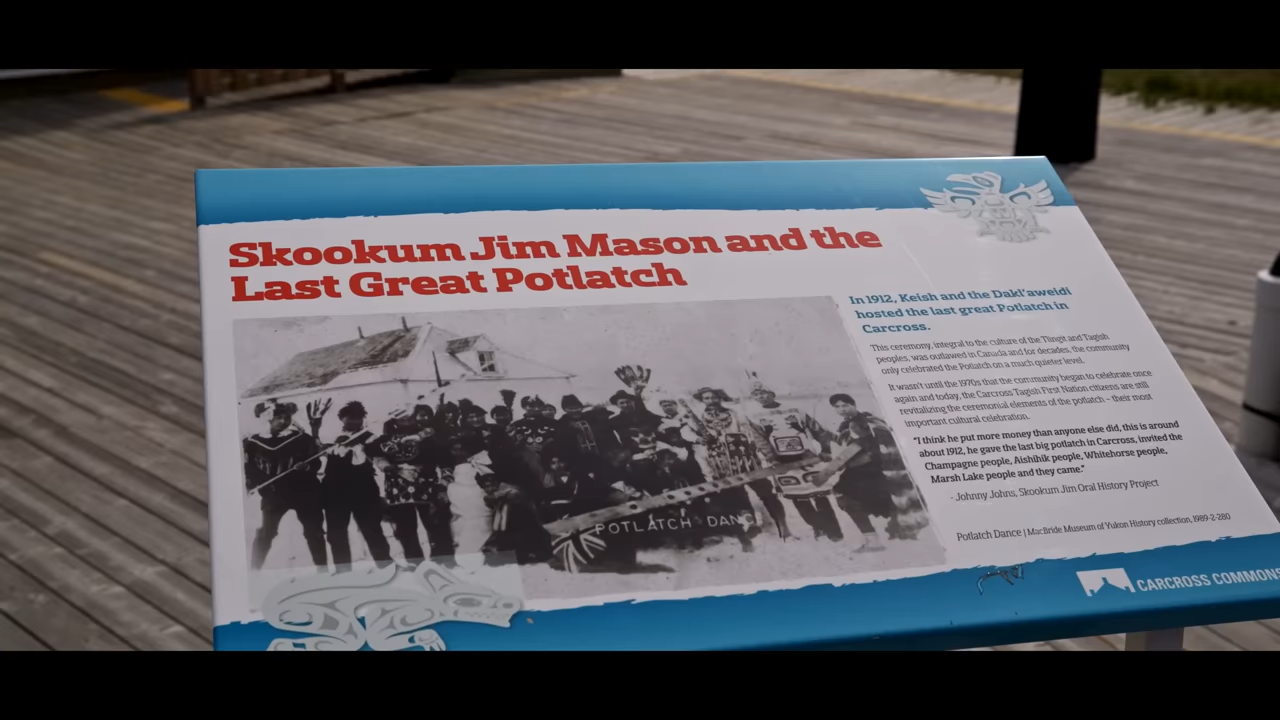 Skookum Jim Mason and the
Last Great Potlatch
In 1912, Keish and the Dakl'aweidi
hosted the last great Potlatch in
Carcross.
This ceremony, integral to the culture of the Tlingit and Tagish
peoples, was outlawed in Canada and for decades, the community
only celebrated the Potlatch on a much quieter level.
It wasn't until the 1970s that the community began to celebrate once
again and today, the Carcross Tagish First Nation citizens are still
revitalizing the ceremonial elements of the potlatch – their most
important cultural celebration.
"I think he put more money than anyone else did, this is around
about 1912, he gave the last big potlatch in Carcross, invited the
Champagne people, Aishihik people, Whitehorse people,
Marsh Lake people and they came."
- Johnny Johns, Skookum Jim Oral History Project
POTLATCH DANCE
Potlatch Dance | MacBride Museum of Yukon History collection, 1989-2-280
CARCROSS COMMONS